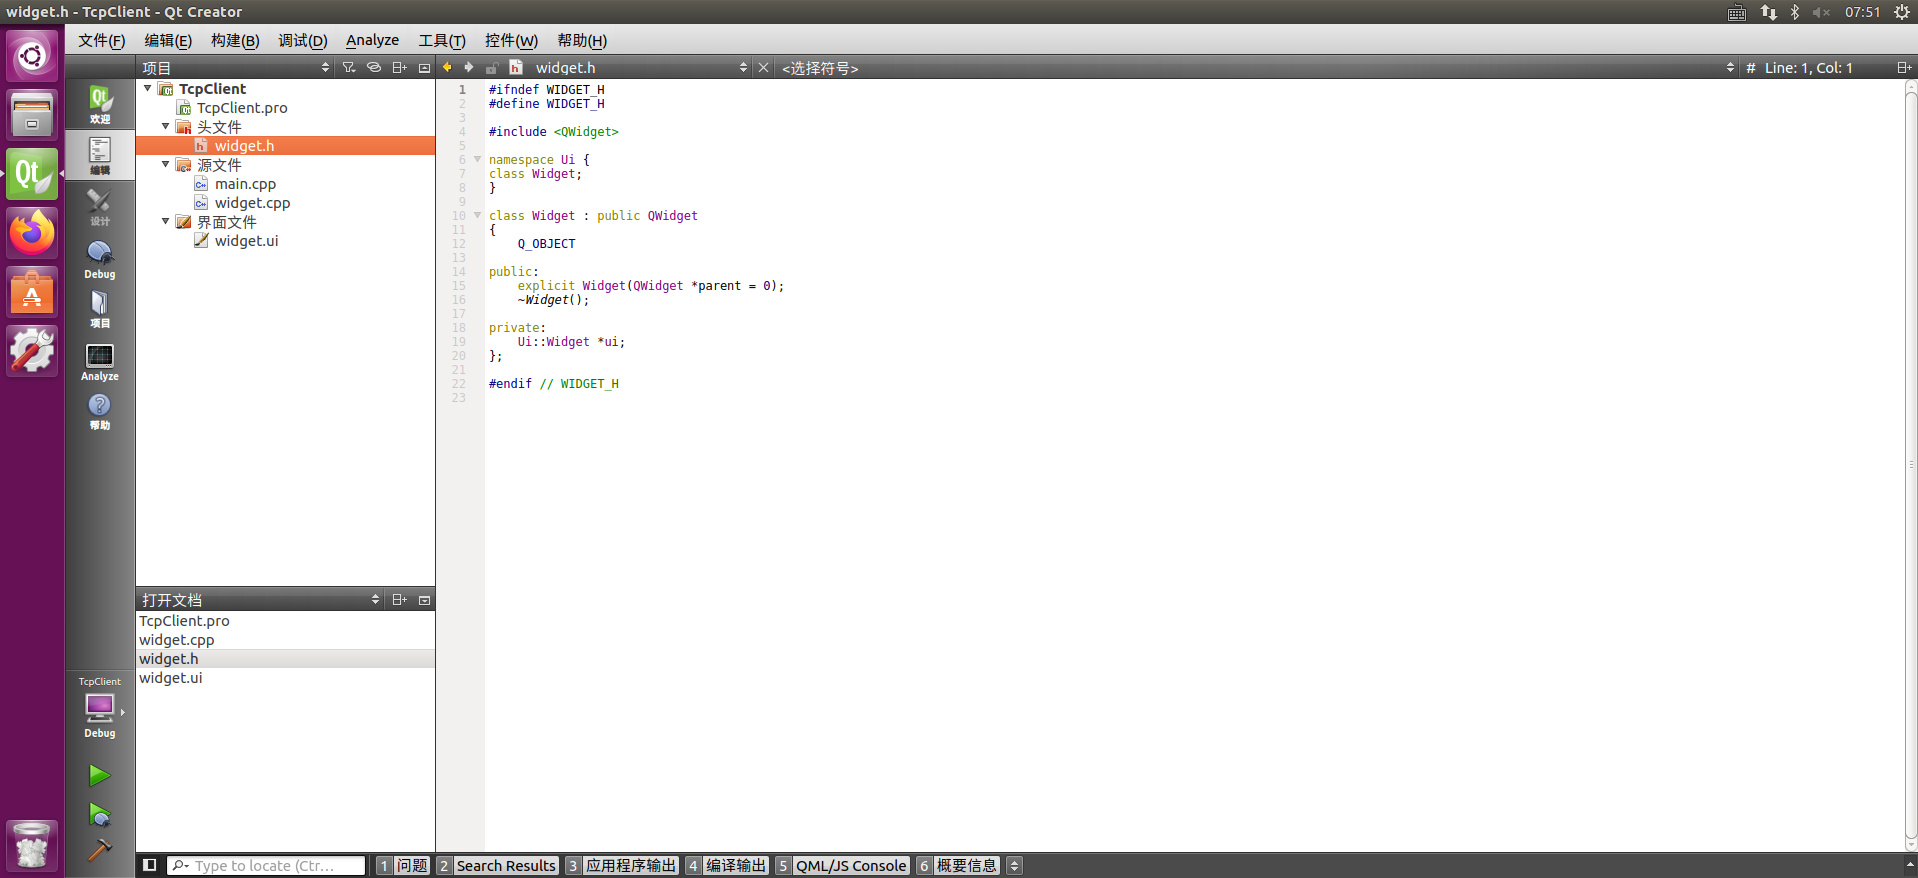 widget.h - TcpClient - Qt Creator
07:51
文件(F) 编辑(E) 构建(B) 调试(D) Analyze 工具(T) 控件(W) 帮助(H)
项目
widget.h
<选择符号>
# Line: 1, Col: 1
欢迎
编辑
设计
Debug
项目
Analyze
帮助
TcpClient
Debug
TcpClient
TcpClient.pro
头文件
widget.h
源文件
main.cpp
widget.cpp
界面文件
widget.ui
打开文档
TcpClient.pro
widget.cpp
widget.h
widget.ui
1 #ifndef WIDGET_H
2 #define WIDGET_H
3
4 #include <QWidget>
5
6 namespace Ui {
7 class Widget;
8 }
9
10 class Widget : public QWidget
11 {
12     Q_OBJECT
13
14 public:
15     explicit Widget(QWidget *parent = 0);
16     ~Widget();
17
18 private:
19     Ui::Widget *ui;
20 };
21
22 #endif // WIDGET_H
23
Type to locate (Ctr...
1 问题 2 Search Results 3 应用程序输出 4 编译输出 5 QML/JS Console 6 概要信息